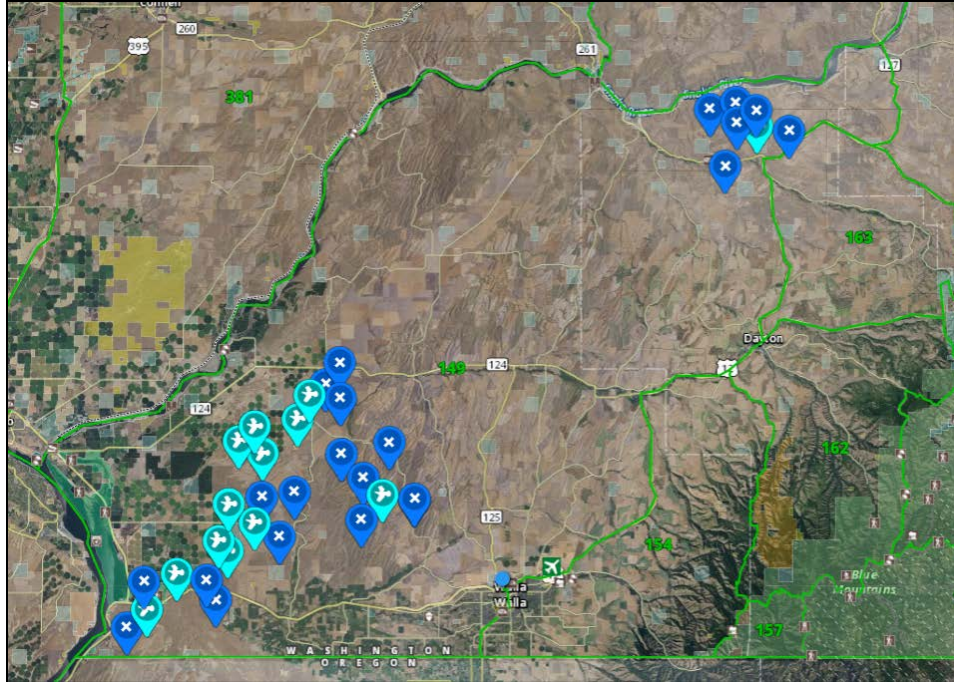 Connell
260
395
261
127
381
163
Dayton
149
124
12
124
162
125
154
Walla
Walla
Blue
Mountains
157
WASHINGTON
OREGON